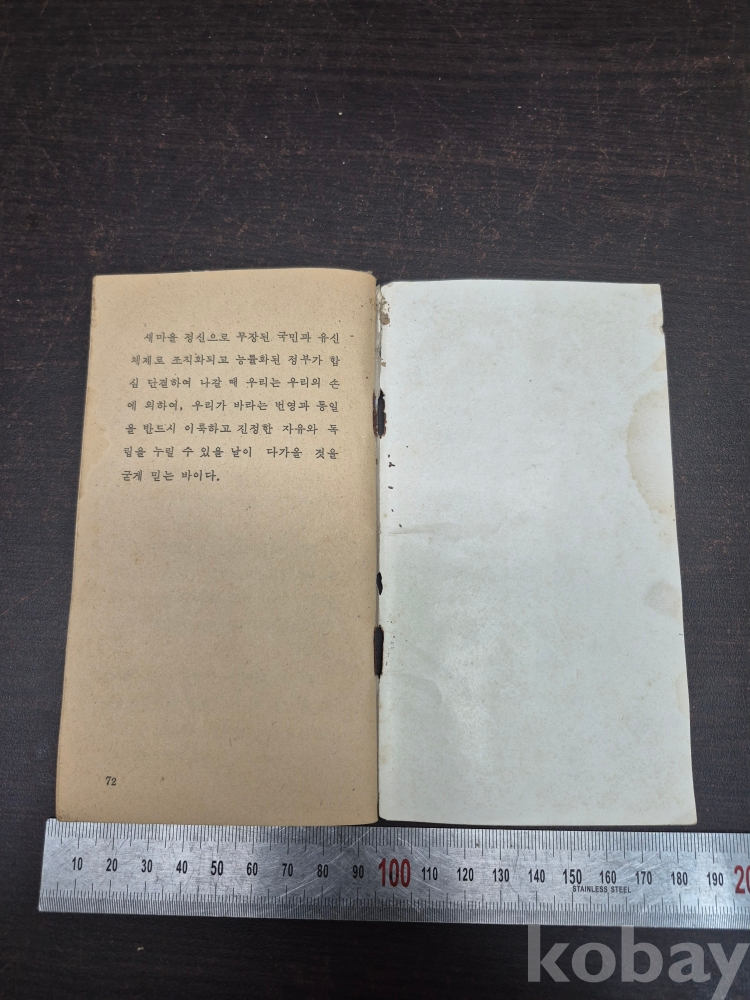 새마을 정신으로 무장된 국민과 유신
체제로 조직화되고 능률화된 정부가 합
심 단결하여 나갈 때 우리는 우리의 손
에 의하여, 우리가 바라는 번영과 통일
을 반드시 이룩하고 진정한 자유와 독
립을 누릴 수 있을 날이 다가올 것을
굳게 믿는 바이다.
72
10 20 30 40 50 60 70 80 90 100 110 120 130 140 150 160 170 180 190 20
STAINLESS STEEL
kobay